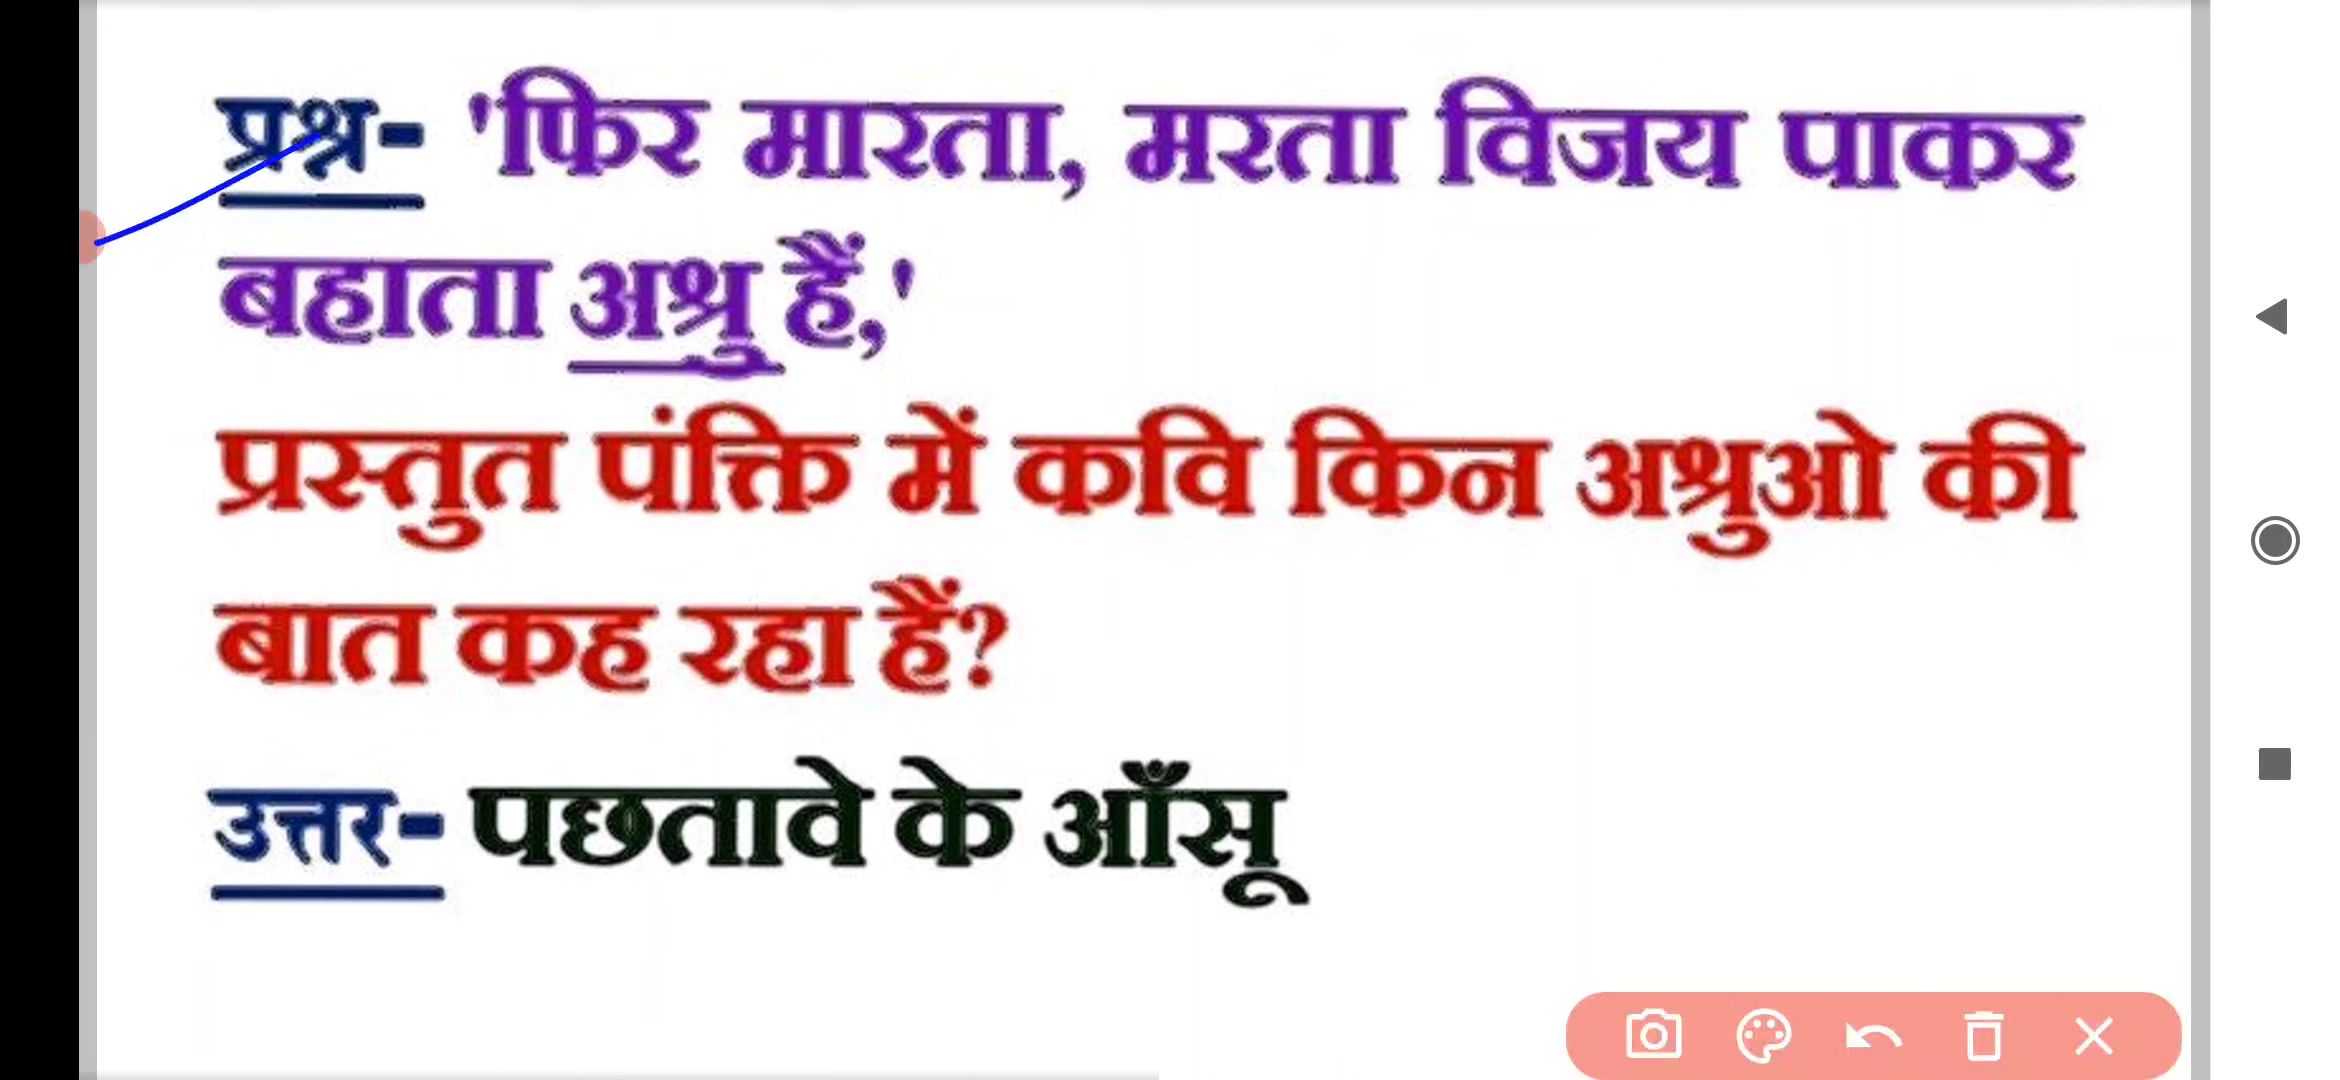 प्रश्न- 'फिर मारता, मरता विजय पाकर
बहाता अश्रु हैं,'
प्रस्तुत पंक्ति में कवि किन अश्रुओ की
बात कह रहा हैं?
उत्तर- पछतावे के आँसू